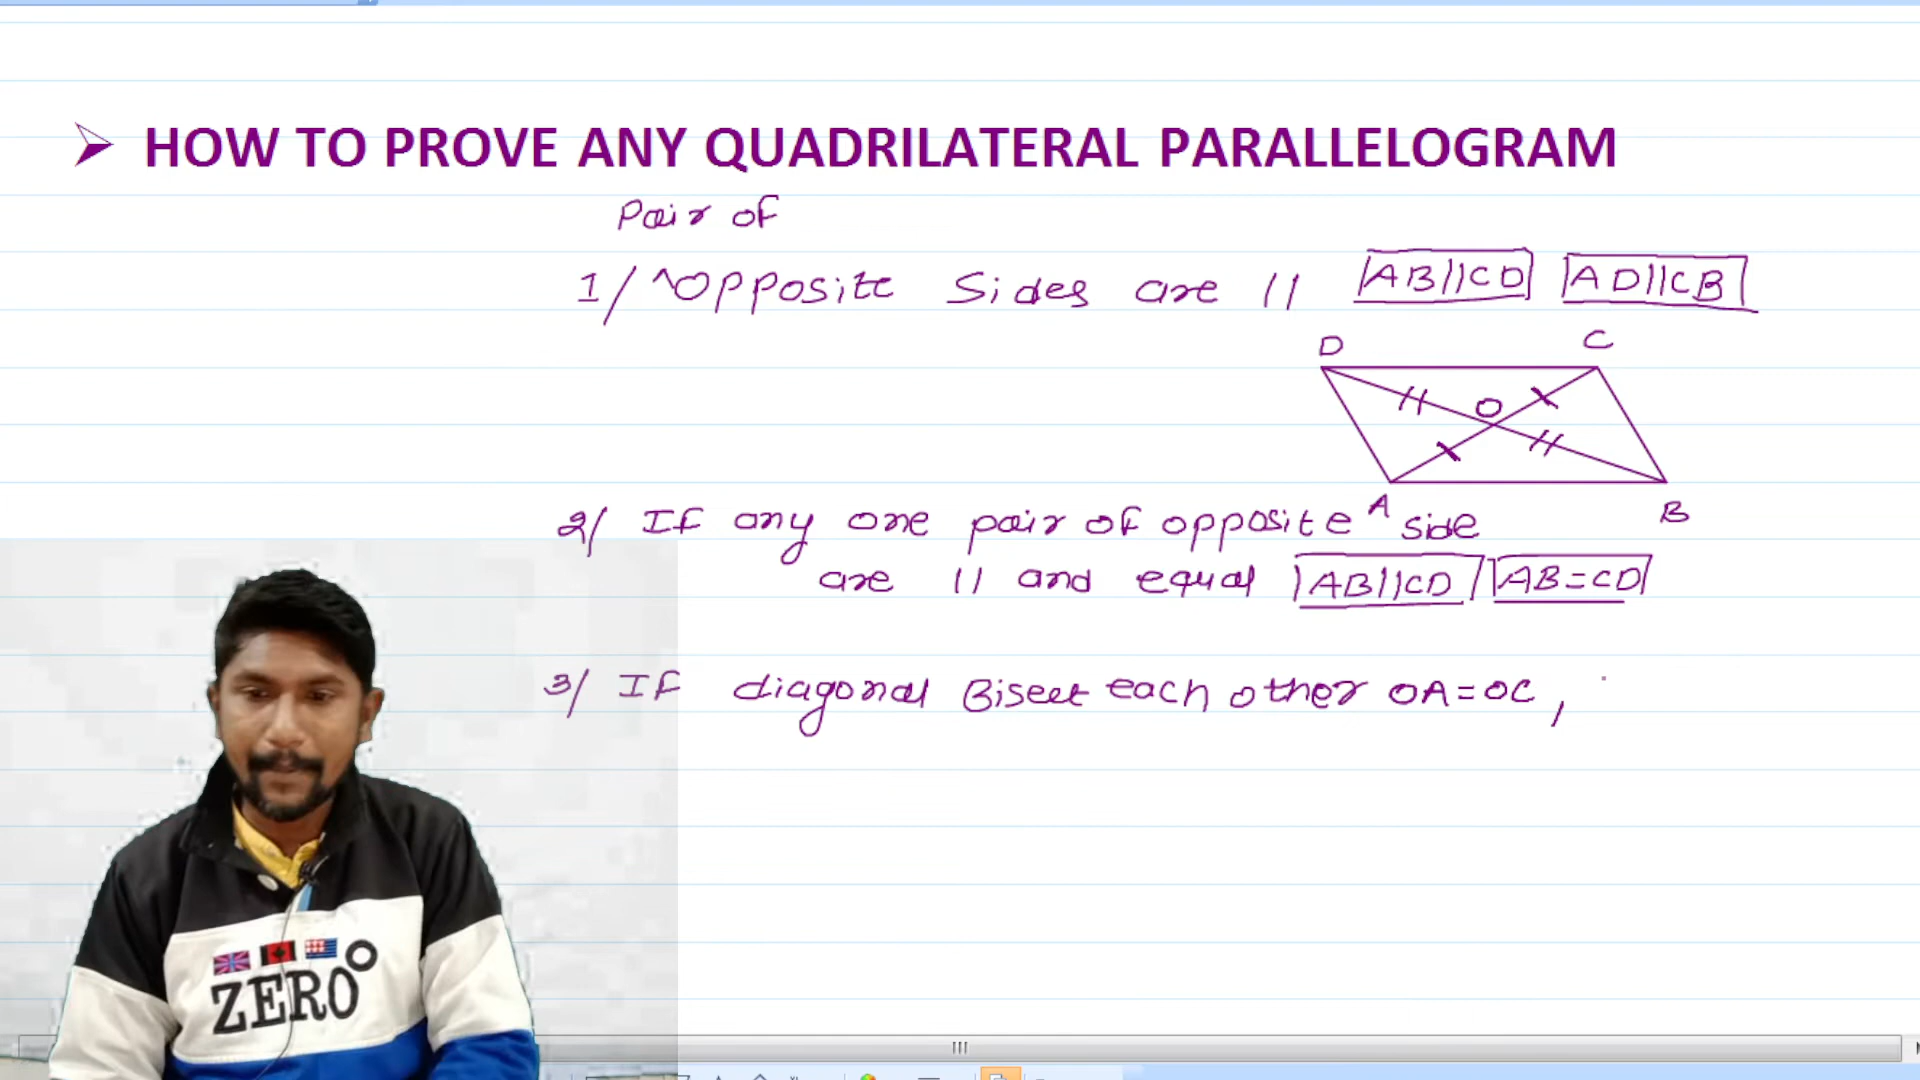 HOW TO PROVE ANY QUADRILATERAL PARALLELOGRAM
Pair of
1/ ^Opposite Sides are || AB||CD AD||CB
D C
O
A B
2/ If any one pair of opposite side
are || and equal AB||CD AB=CD
3/ If diagonal Bisect each other OA=OC,
ZERO°